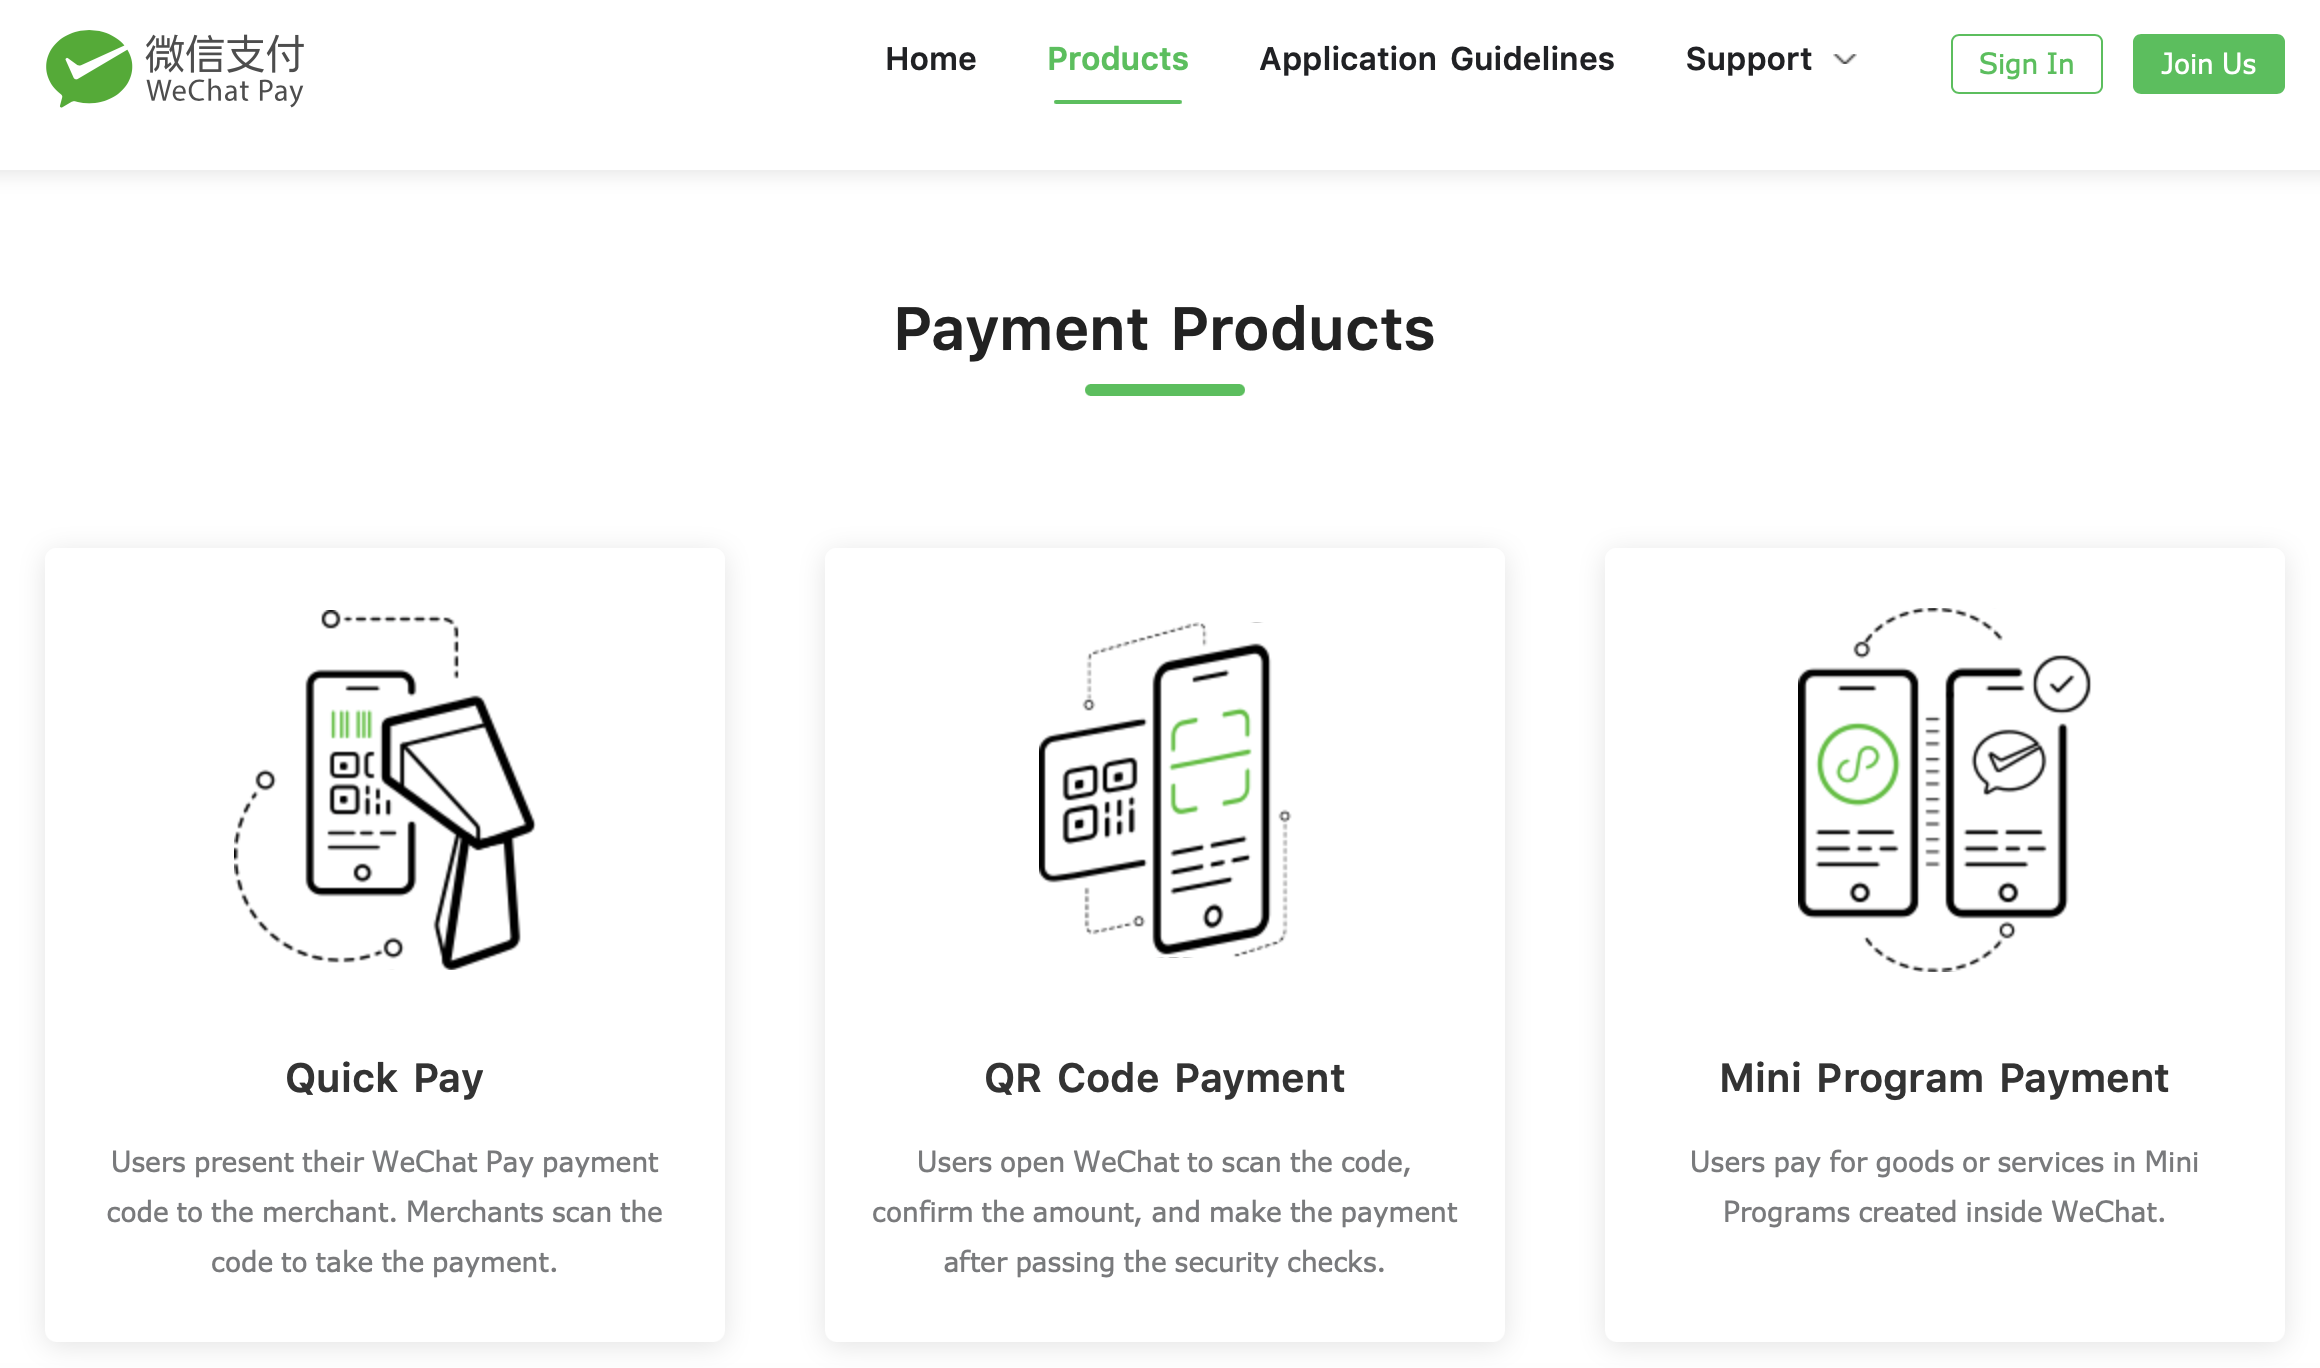 微信支付
WeChat Pay
Home Products Application Guidelines Support Sign In Join Us
Payment Products
Quick Pay
Users present their WeChat Pay payment
code to the merchant. Merchants scan the
code to take the payment.
QR Code Payment
Users open WeChat to scan the code,
confirm the amount, and make the payment
after passing the security checks.
Mini Program Payment
Users pay for goods or services in Mini
Programs created inside WeChat.